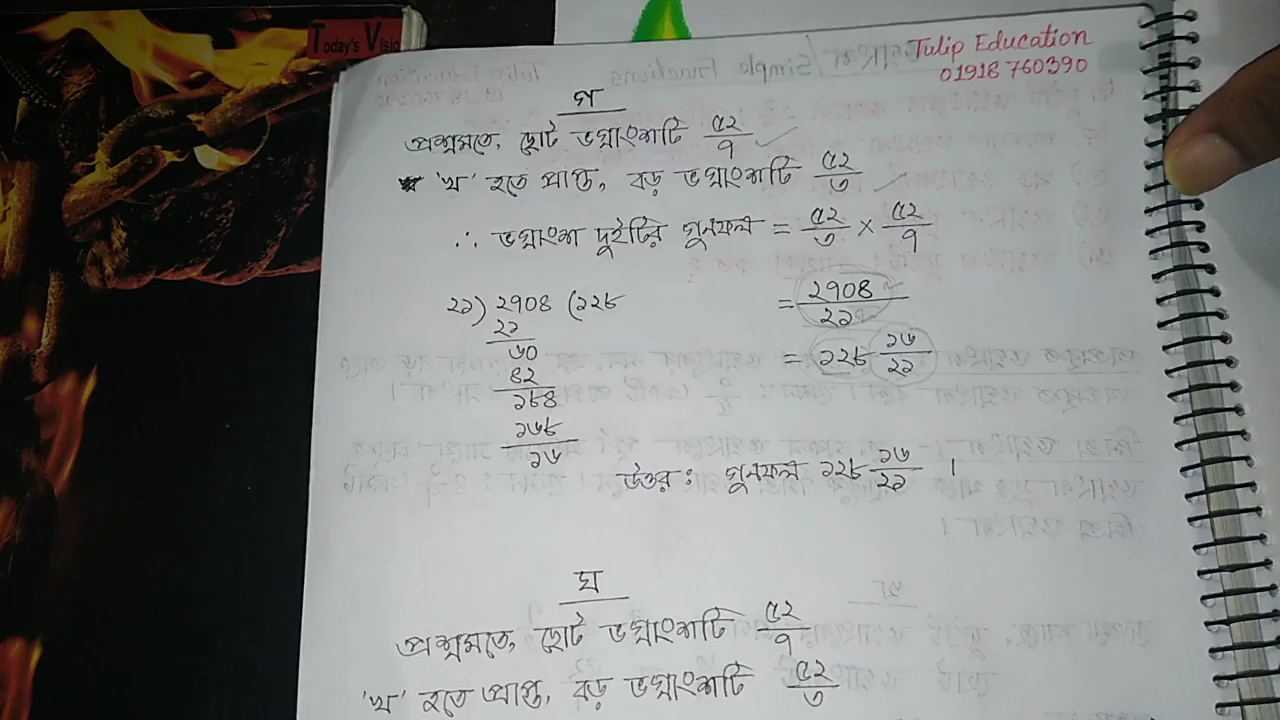 Today's Vision
Tulip Education
01918 760390
গ
প্রশ্নমতে, ছোট ভগ্নাংশটি ৫২/৭
'খ' হতে প্রাপ্ত, বড় ভগ্নাংশটি ৫২/৩
∴ ভগ্নাংশ দুইটির গুনফল = ৫২/৩ × ৫২/৭
= ২৭০৪/২১
= ১২৮ ১৬/২১
২১) ২৭০৪ (১২৮
২১
৬০
৪২
১৮৪
১৬৮
১৬
উত্তর: গুনফল ১২৮ ১৬/২১ ।
ঘ
প্রশ্নমতে, ছোট ভগ্নাংশটি ৫২/৭
'খ' হতে প্রাপ্ত, বড় ভগ্নাংশটি ৫২/৩